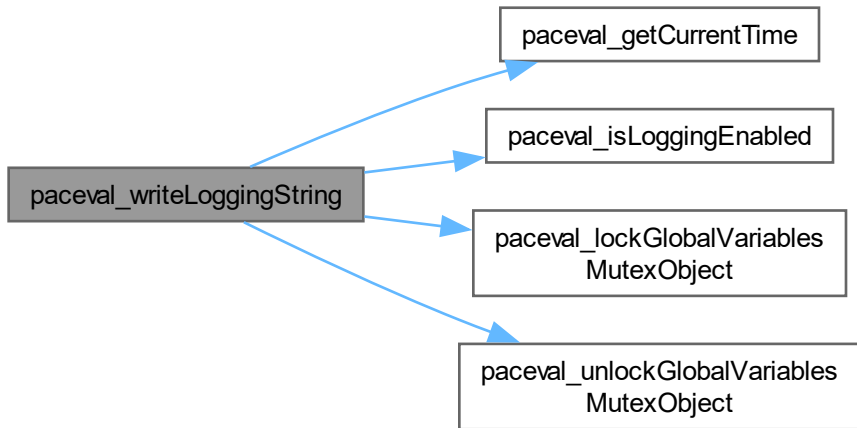 paceval_getCurrentTime
paceval_isLoggingEnabled
paceval_writeLoggingString
paceval_lockGlobalVariables
MutexObject
paceval_unlockGlobalVariables
MutexObject